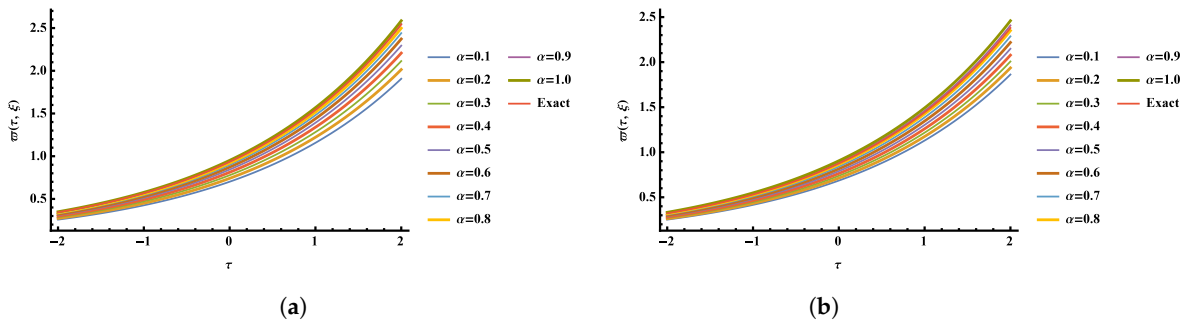 ϖ(τ, ξ)
2.5
2.0
1.5
1.0
0.5
−2 −1 0 1 2
τ
α=0.1 α=0.9
α=0.2 α=1.0
α=0.3 Exact
α=0.4
α=0.5
α=0.6
α=0.7
α=0.8
(a)
ϖ(τ, ξ)
2.5
2.0
1.5
1.0
0.5
−2 −1 0 1 2
τ
α=0.1 α=0.9
α=0.2 α=1.0
α=0.3 Exact
α=0.4
α=0.5
α=0.6
α=0.7
α=0.8
(b)